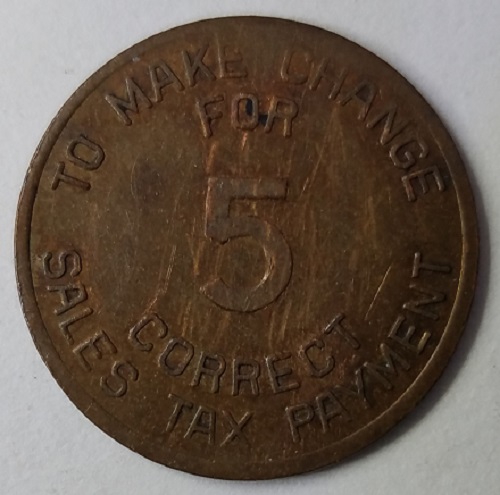 TO MAKE CHANGE
FOR
5
CORRECT
SALES TAX PAYMENT